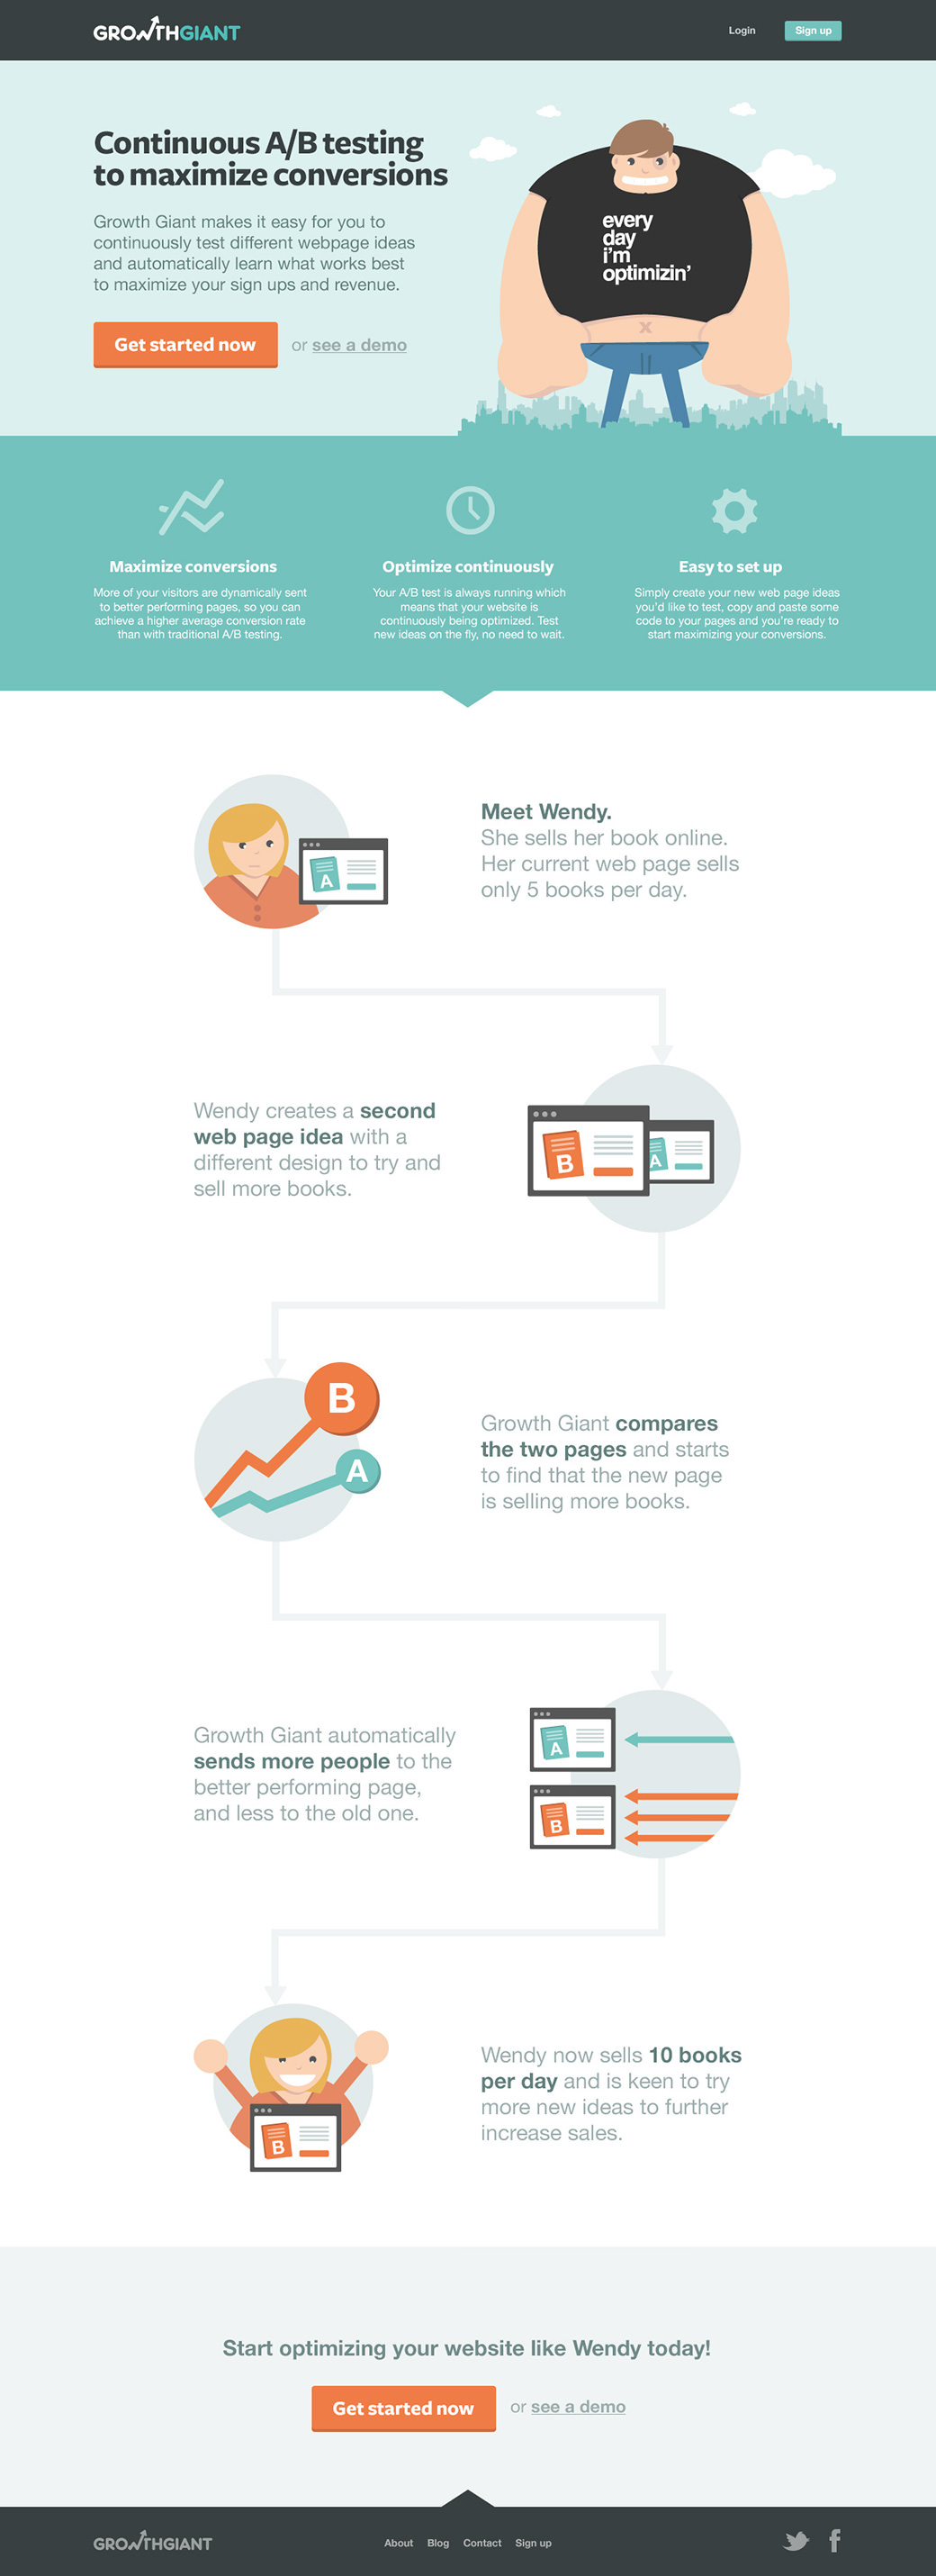 GROWTHGIANT
Login
Sign up
Continuous A/B testing
to maximize conversions
Growth Giant makes it easy for you to
continuously test different webpage ideas
and automatically learn what works best
to maximize your sign ups and revenue.
Get started now
or see a demo
every
day
i'm
optimizin'
X
Maximize conversions
More of your visitors are dynamically sent
to better performing pages, so you can
achieve a higher average conversion rate
than with traditional A/B testing.
Optimize continuously
Your A/B test is always running which
means that your website is
continuously being optimized. Test
new ideas on the fly, no need to wait.
Easy to set up
Simply create your new web page ideas
you'd like to test, copy and paste some
code to your pages and you're ready to
start maximizing your conversions.
A
Meet Wendy.
She sells her book online.
Her current web page sells
only 5 books per day.
Wendy creates a second
web page idea with a
different design to try and
sell more books.
B
A
B
A
Growth Giant compares
the two pages and starts
to find that the new page
is selling more books.
Growth Giant automatically
sends more people to the
better performing page,
and less to the old one.
A
B
B
Wendy now sells 10 books
per day and is keen to try
more new ideas to further
increase sales.
Start optimizing your website like Wendy today!
Get started now
or see a demo
GROWTHGIANT
About
Blog
Contact
Sign up